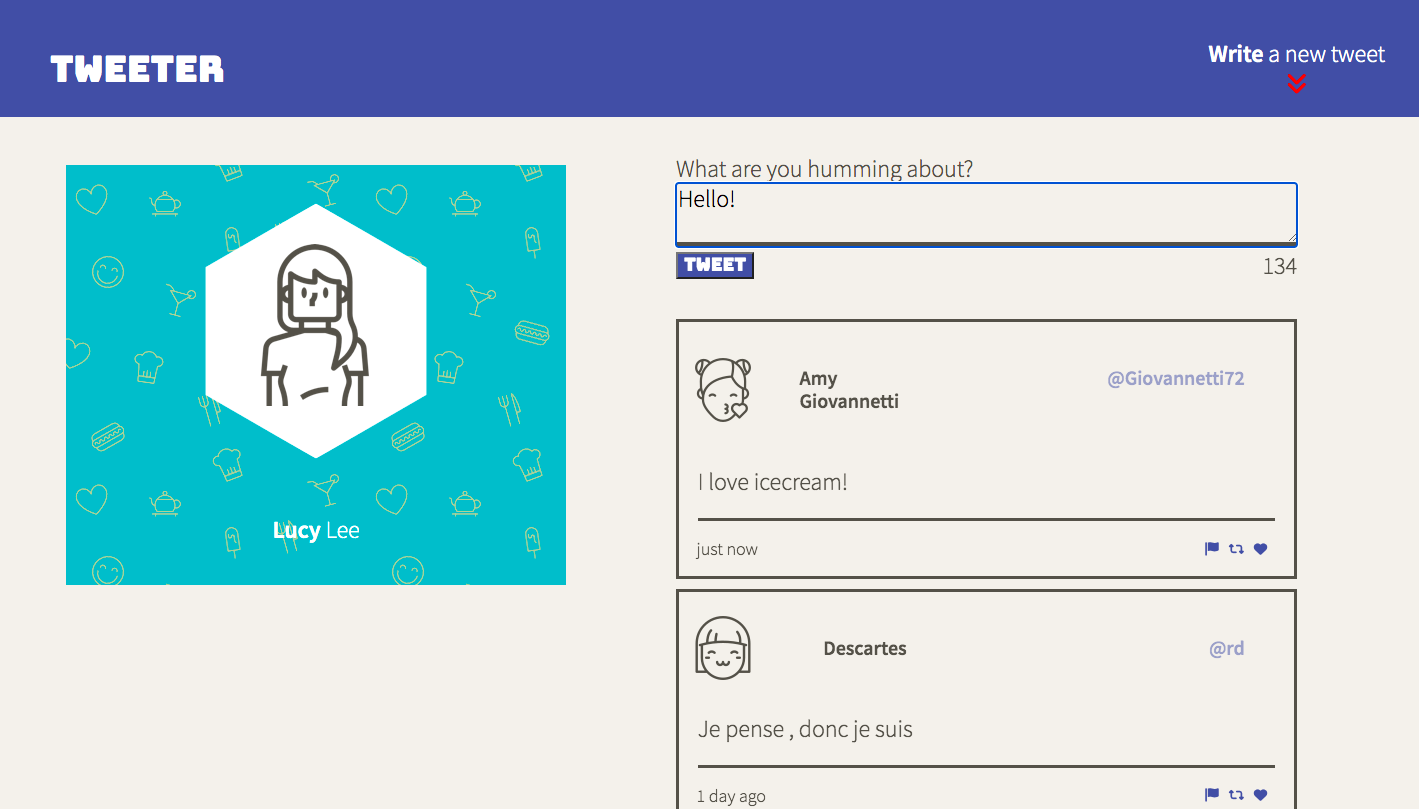 TWEETER
Write a new tweet
What are you humming about?
Hello!
TWEET
134
Lucy Lee
Amy
Giovannetti
@Giovannetti72
I love icecream!
just now
Descartes
@rd
Je pense , donc je suis
1 day ago